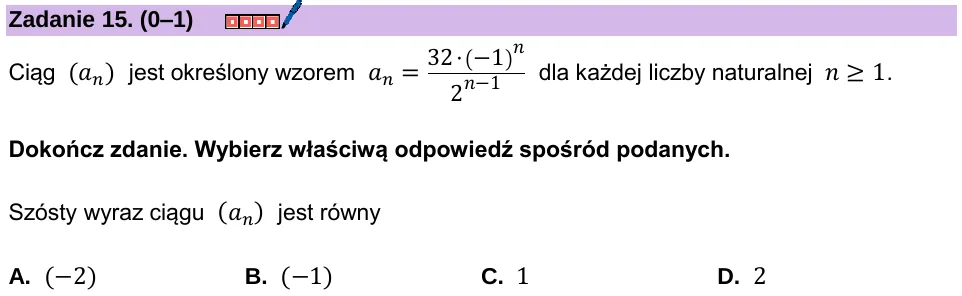 Zadanie 15. (0–1)
Ciąg (aₙ) jest określony wzorem aₙ = \frac{32·(−1)ⁿ}{2ⁿ⁻¹} dla każdej liczby naturalnej n ≥ 1.
Dokończ zdanie. Wybierz właściwą odpowiedź spośród podanych.
Szósty wyraz ciągu (aₙ) jest równy
A. (−2) B. (−1) C. 1 D. 2